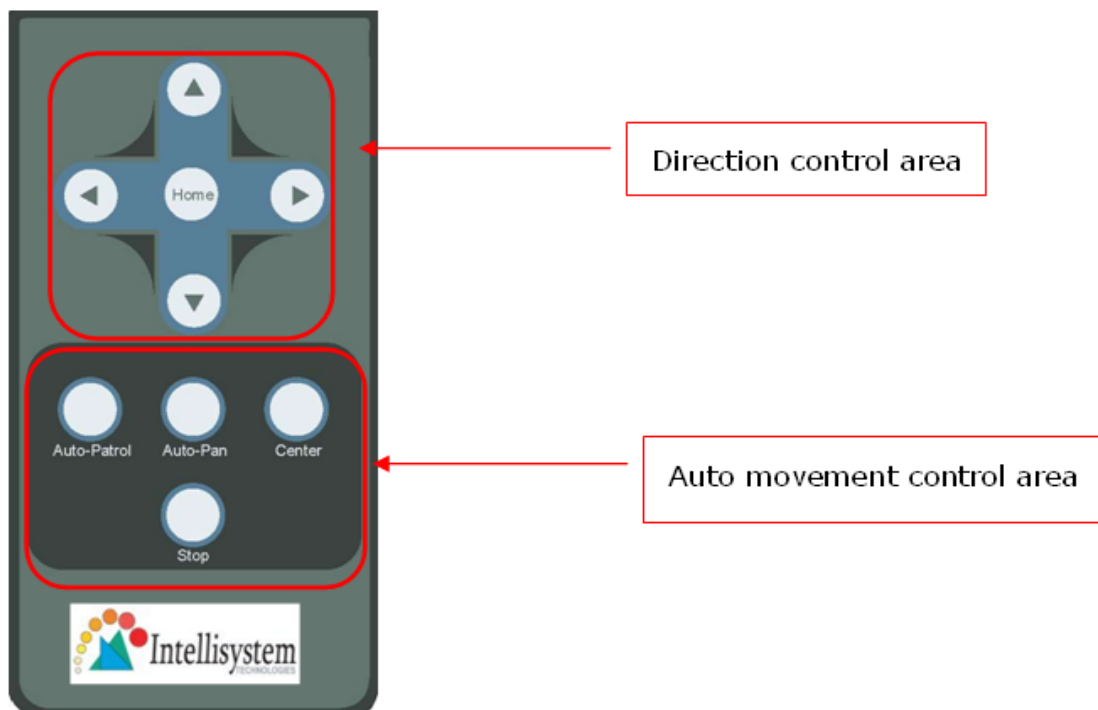 Direction control area
Home
Auto-Patrol Auto-Pan Center
Auto movement control area
Stop
Intellisystem
TECHNOLOGIES